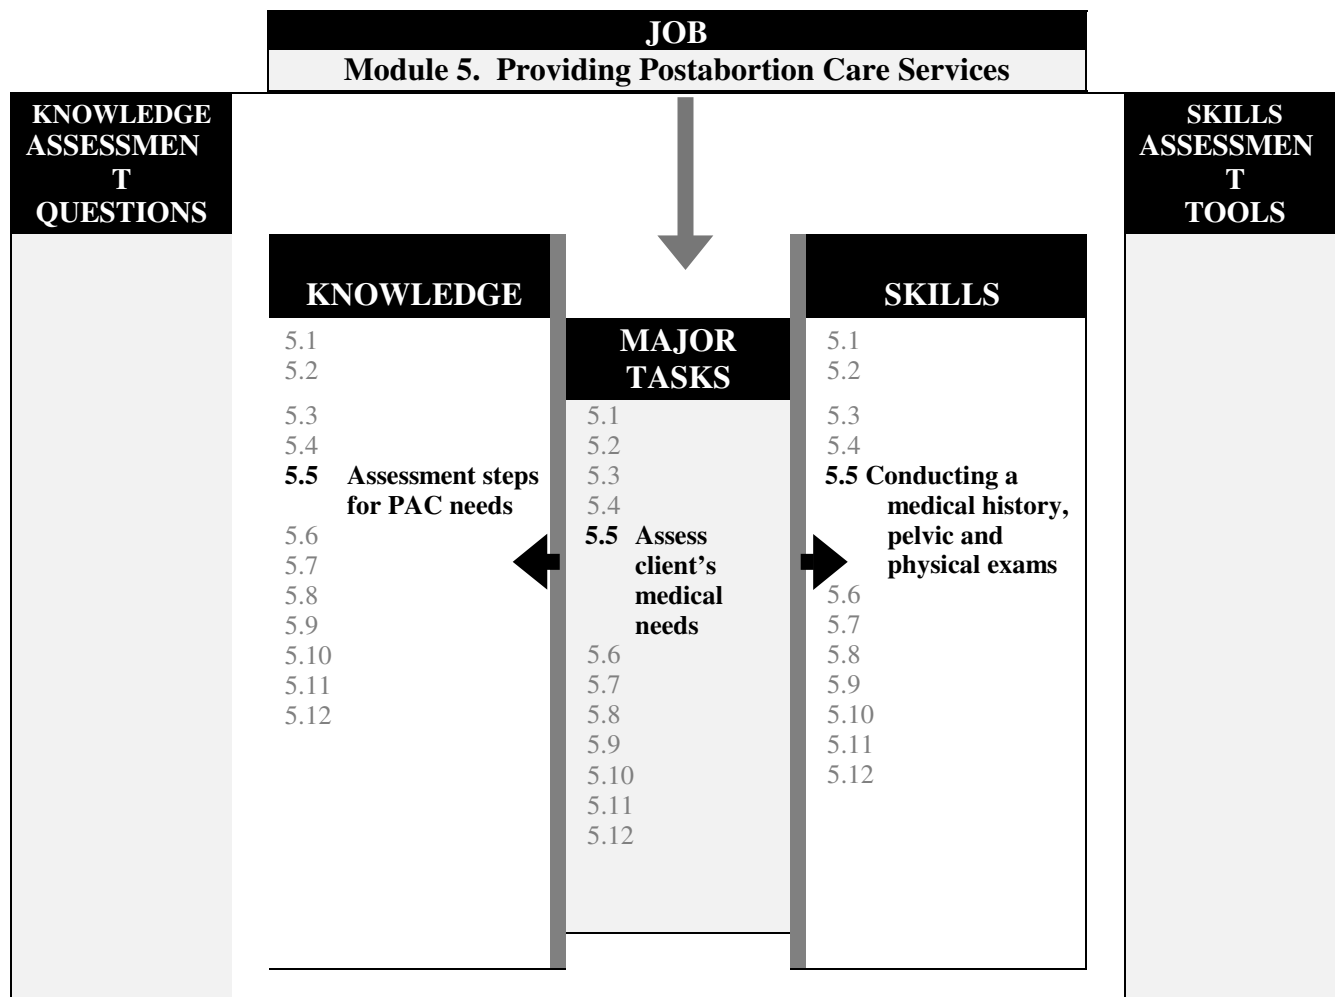 JOB
Module 5.  Providing Postabortion Care Services
KNOWLEDGE
ASSESSMEN
T
QUESTIONS
SKILLS
ASSESSMEN
T
TOOLS
KNOWLEDGE
5.1
5.2
5.3
5.4
5.5 Assessment steps
for PAC needs
5.6
5.7
5.8
5.9
5.10
5.11
5.12
MAJOR
TASKS
5.1
5.2
5.3
5.4
5.5 Assess
client's
medical
needs
5.6
5.7
5.8
5.9
5.10
5.11
5.12
SKILLS
5.1
5.2
5.3
5.4
5.5 Conducting a
medical history,
pelvic and
physical exams
5.6
5.7
5.8
5.9
5.10
5.11
5.12